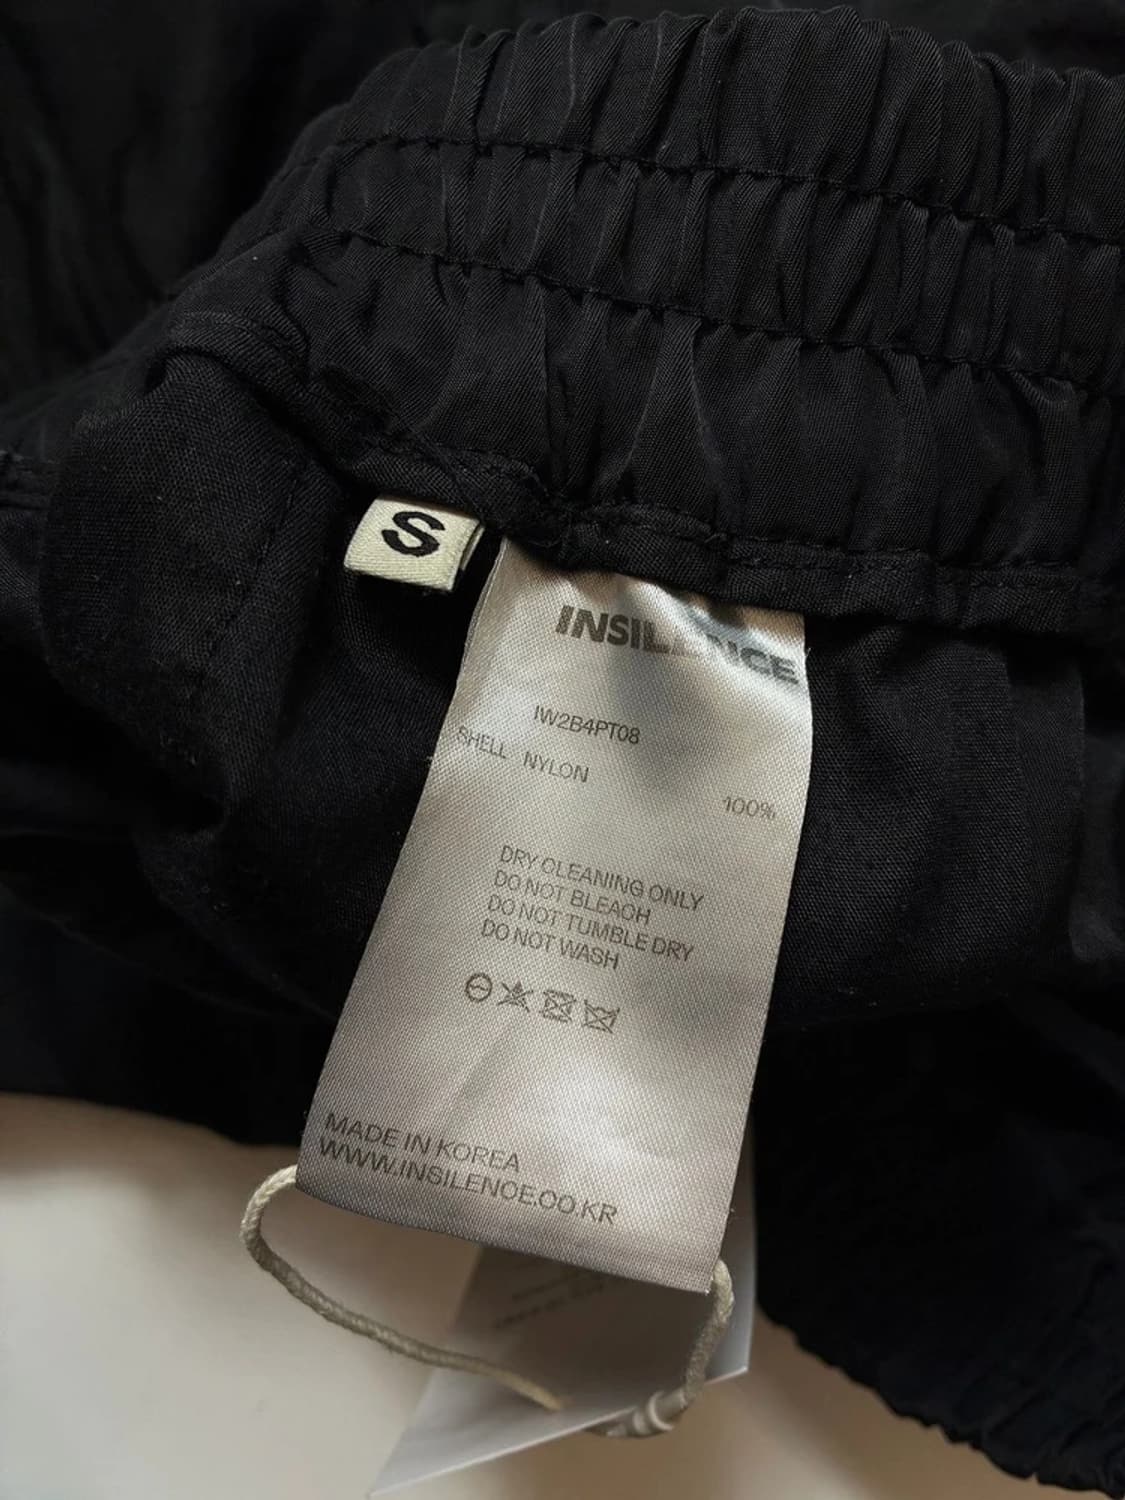 S
INSILENCE
IW2B4PT08
SHELL NYLON 100%
DRY CLEANING ONLY
DO NOT BLEACH
DO NOT TUMBLE DRY
DO NOT WASH
MADE IN KOREA
WWW.INSILENCE.CO.KR